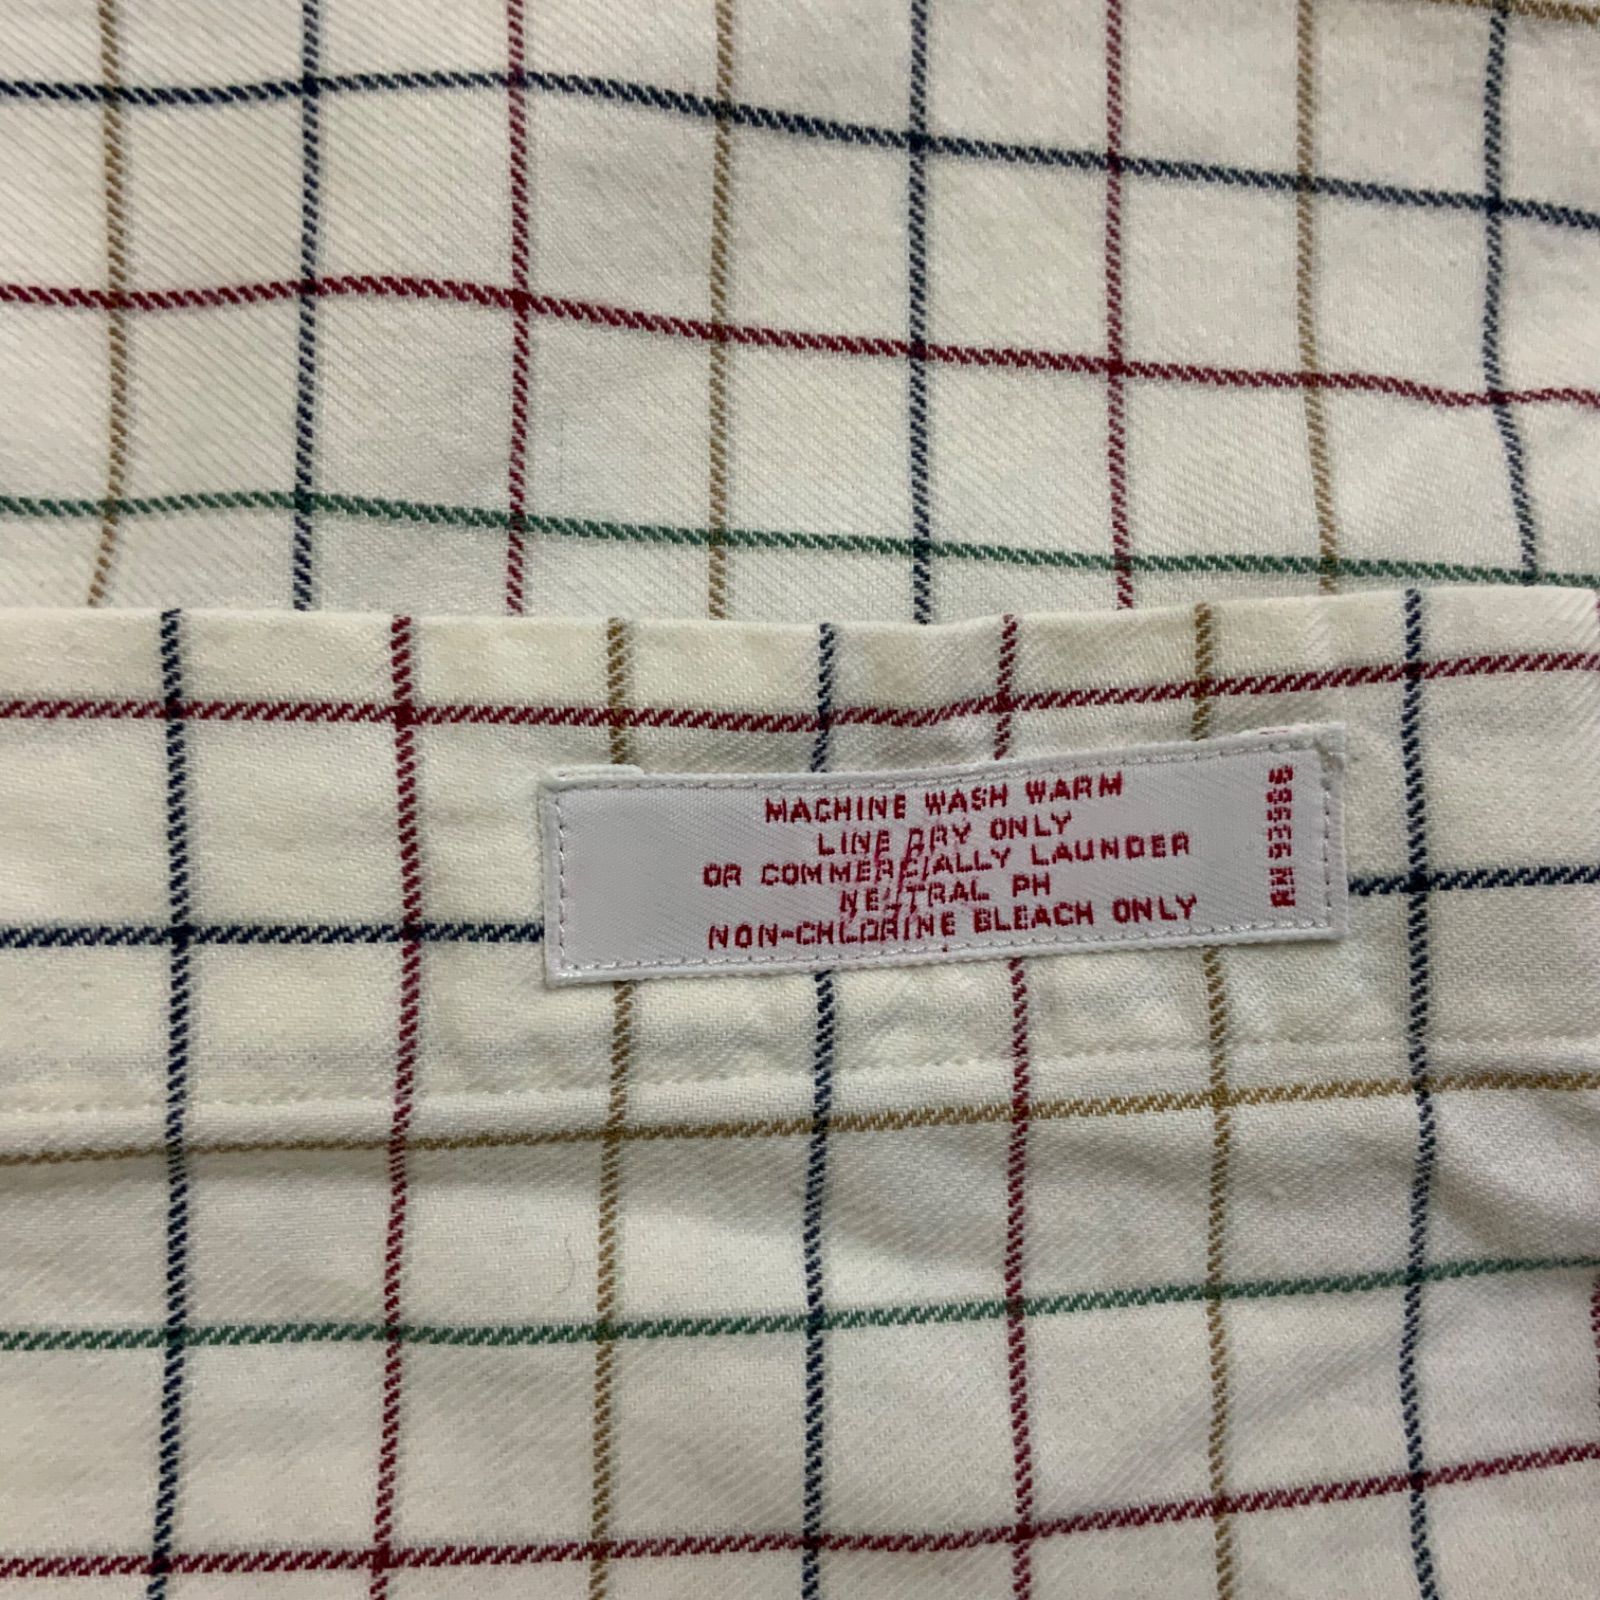 MACHINE WASH WARM
LINE DRY ONLY
OR COMMERCIALLY LAUNDER
NEUTRAL PH
NON-CHLORINE BLEACH ONLY